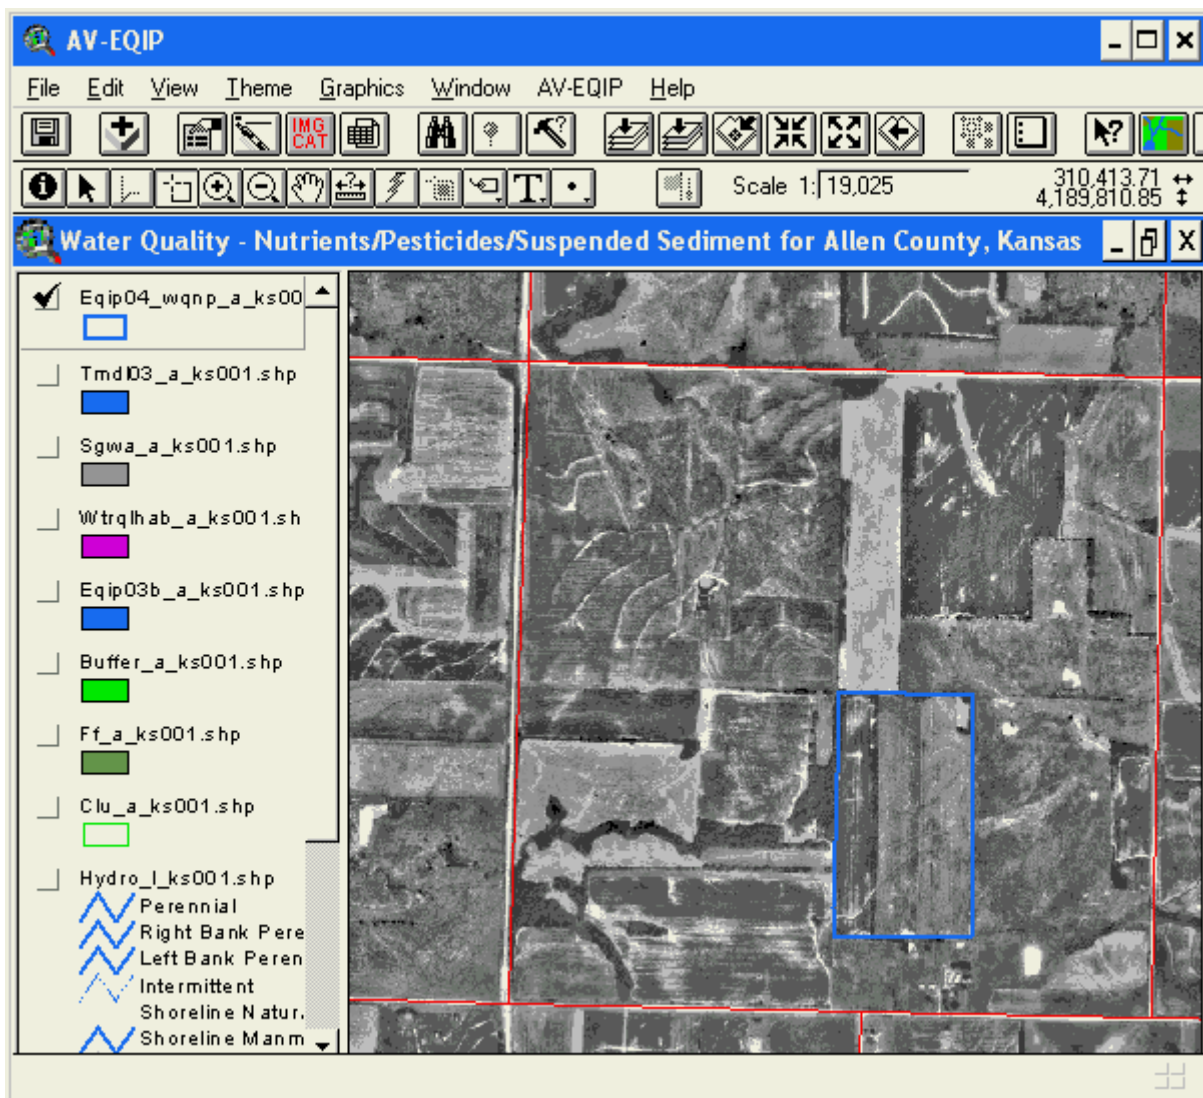 AV-EQIP
File Edit View Theme Graphics Window AV-EQIP Help
IMG
CAT
T
Scale 1: 19,025
310,413.71
4,189,810.85
Water Quality - Nutrients/Pesticides/Suspended Sediment for Allen County, Kansas
Eqip04_wqnp_a_ks00
Tmdl03_a_ks001.shp
Sgwa_a_ks001.shp
Wtrqlhab_a_ks001.sh
Eqip03b_a_ks001.shp
Buffer_a_ks001.shp
Ff_a_ks001.shp
Clu_a_ks001.shp
Hydro_l_ks001.shp
Perennial
Right Bank Pere
Left Bank Peren
Intermittent
Shoreline Natur.
Shoreline Manm